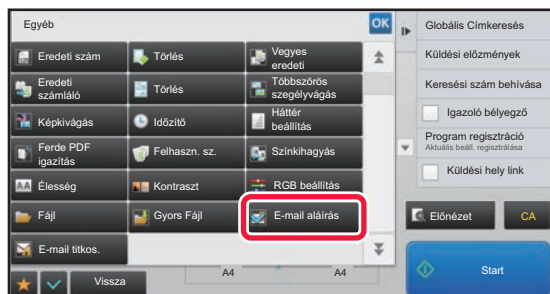 Egyéb
OK
Eredeti szám
Törlés
Vegyes
eredeti
Eredeti
számláló
Törlés
Többszörös
szegélyvágás
Képkivágás
Időzítő
Háttér
beállítás
Ferde PDF
igazítás
Felhaszn. sz.
Színkihagyás
AA Élesség
Kontraszt
RGB beállítás
Fájl
Gyors Fájl
E-mail aláírás
E-mail titkos.
Vissza
A4
A4
Globális Címkeresés
Küldési előzmények
Keresési szám behívása
Igazoló bélyegző
Program regisztráció
Aktuális beáll. regisztrálása
Küldési hely link
Előnézet
CA
Start